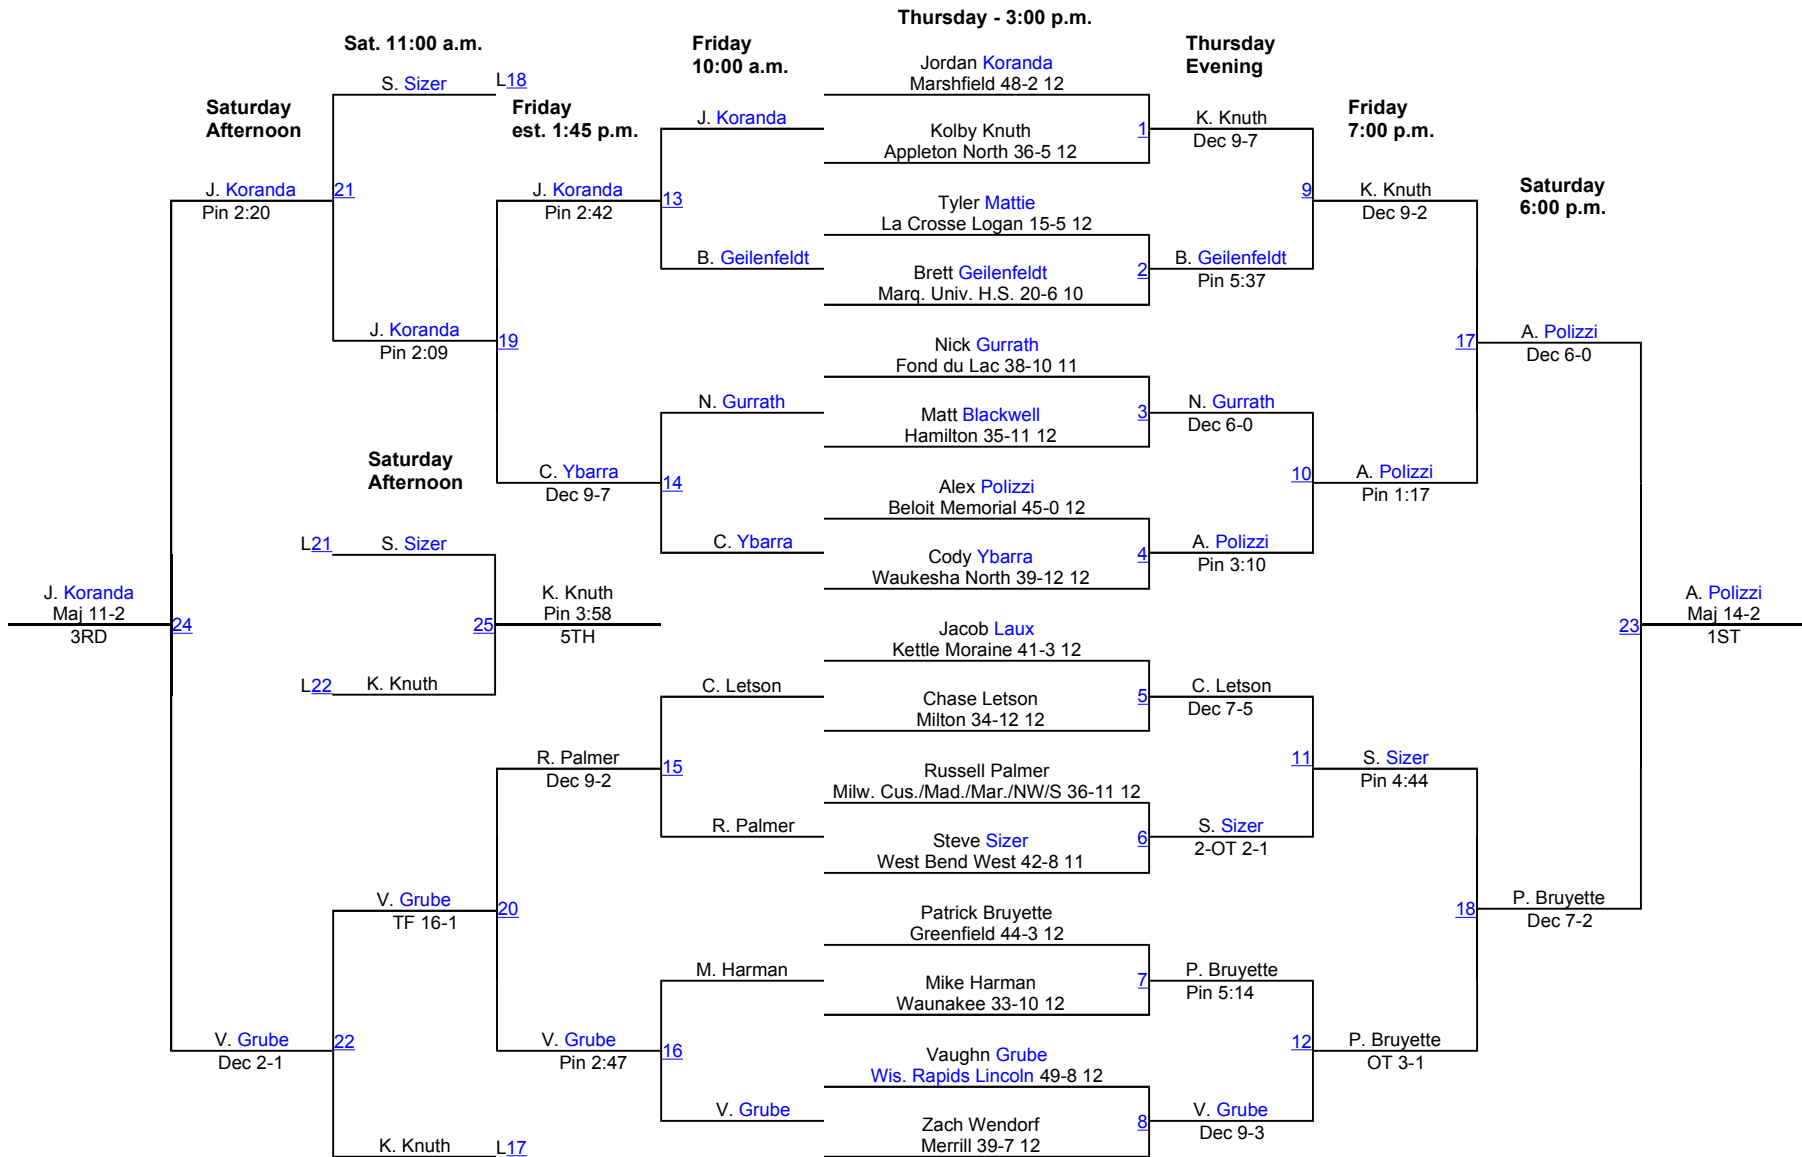 Thursday - 3:00 p.m.
Sat. 11:00 a.m.
Friday
10:00 a.m.
Thursday
Evening
Saturday
Afternoon
Friday
est. 1:45 p.m.
Friday
7:00 p.m.
Saturday
6:00 p.m.
Saturday
Afternoon
S. Sizer L18
J. Koranda
Pin 2:20
21
J. Koranda
Pin 2:09
J. Koranda
Pin 2:42
19
C. Ybarra
Dec 9-7
J. Koranda
13
B. Geilenfeldt
N. Gurrath
14
C. Ybarra
L21 S. Sizer
25
L22 K. Knuth
K. Knuth
Pin 3:58
5TH
J. Koranda
Maj 11-2
3RD
24
C. Letson
15
R. Palmer
R. Palmer
Dec 9-2
V. Grube
TF 16-1
20
M. Harman
16
V. Grube
V. Grube
Pin 2:47
V. Grube
Dec 2-1
22
K. Knuth L17
Jordan Koranda
Marshfield 48-2 12
1
Kolby Knuth
Appleton North 36-5 12
Tyler Mattie
La Crosse Logan 15-5 12
2
Brett Geilenfeldt
Marq. Univ. H.S. 20-6 10
Nick Gurrath
Fond du Lac 38-10 11
3
Matt Blackwell
Hamilton 35-11 12
Alex Polizzi
Beloit Memorial 45-0 12
4
Cody Ybarra
Waukesha North 39-12 12
Jacob Laux
Kettle Moraine 41-3 12
5
Chase Letson
Milton 34-12 12
Russell Palmer
Milw. Cus./Mad./Mar./NW/S 36-11 12
6
Steve Sizer
West Bend West 42-8 11
Patrick Bruyette
Greenfield 44-3 12
7
Mike Harman
Waunakee 33-10 12
Vaughn Grube
Wis. Rapids Lincoln 49-8 12
8
Zach Wendorf
Merrill 39-7 12
K. Knuth
Dec 9-7
9
B. Geilenfeldt
Pin 5:37
N. Gurrath
Dec 6-0
10
A. Polizzi
Pin 3:10
C. Letson
Dec 7-5
11
S. Sizer
2-OT 2-1
P. Bruyette
Pin 5:14
12
V. Grube
Dec 9-3
K. Knuth
Dec 9-2
17
A. Polizzi
Pin 1:17
S. Sizer
Pin 4:44
18
P. Bruyette
OT 3-1
A. Polizzi
Dec 6-0
23
P. Bruyette
Dec 7-2
A. Polizzi
Maj 14-2
1ST